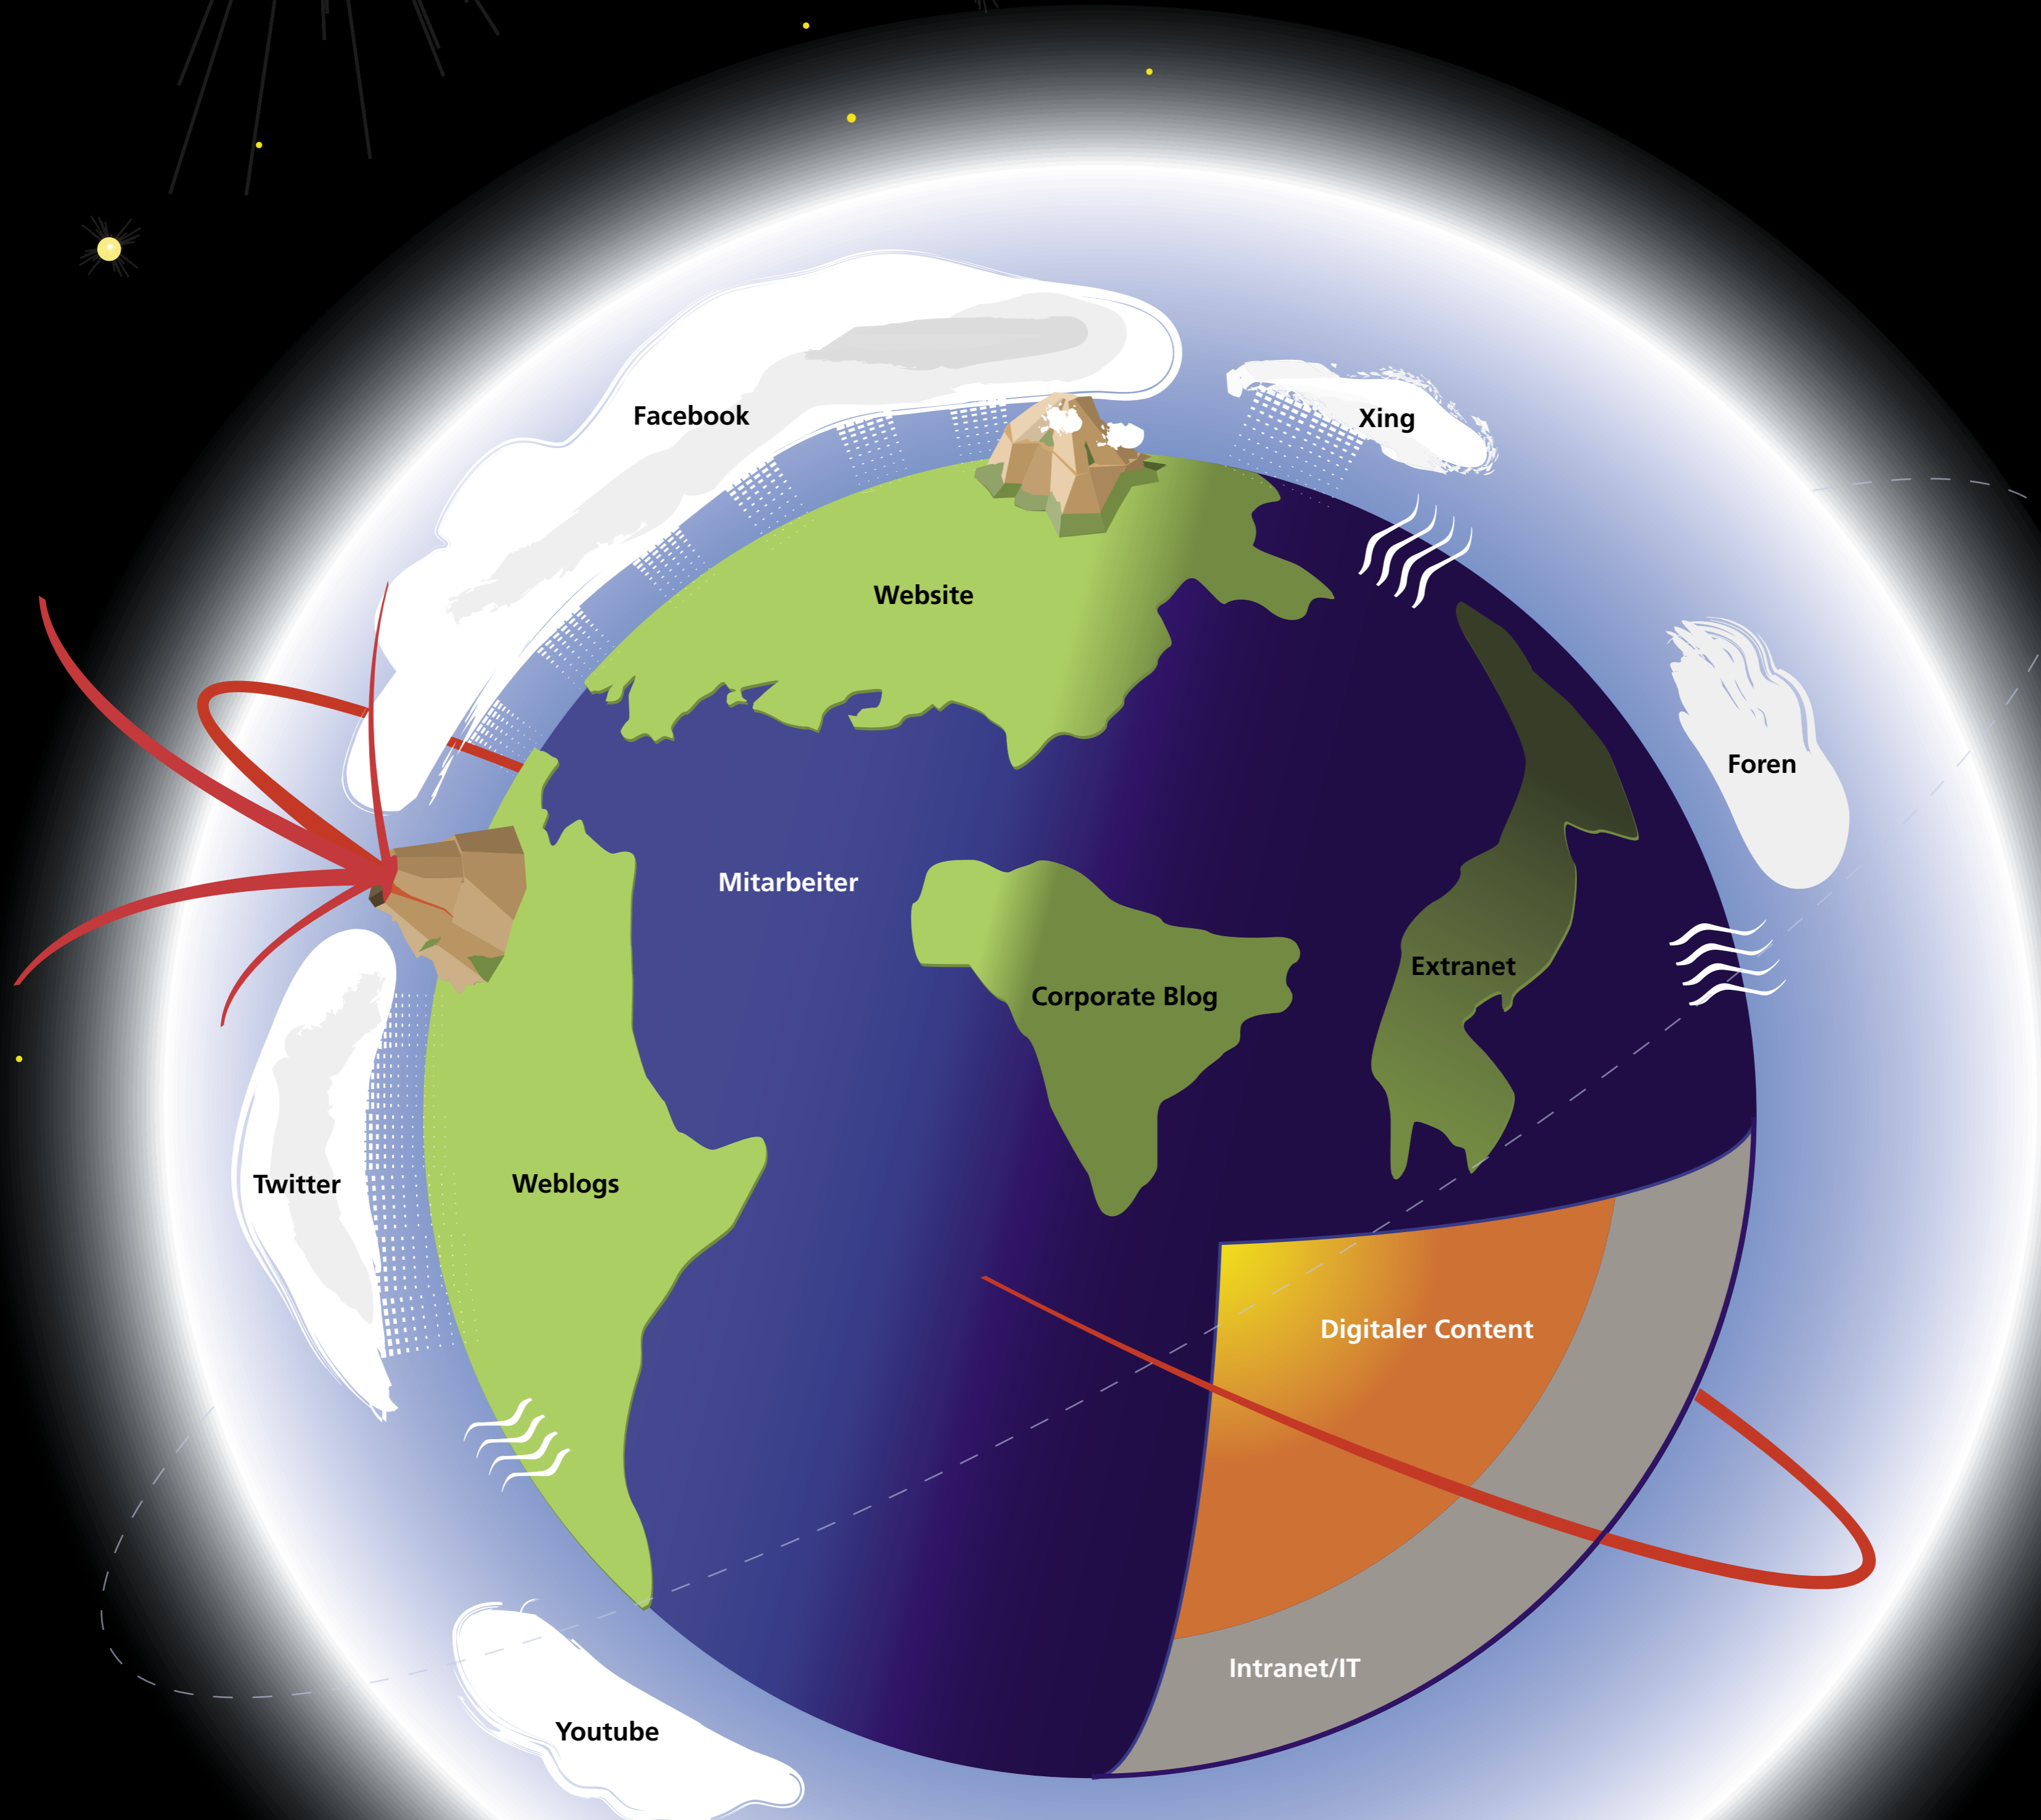 Facebook
Xing
Website
Foren
Mitarbeiter
Extranet
Corporate Blog
Twitter
Weblogs
Digitaler Content
Intranet/IT
Youtube